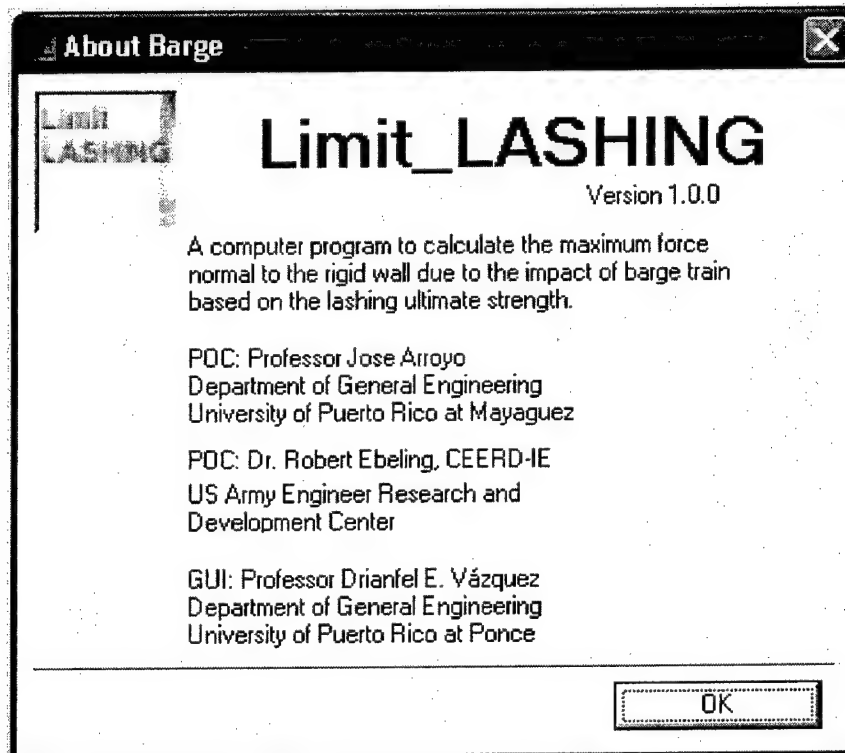 About Barge
Limit
LASHING
Limit_LASHING
Version 1.0.0
A computer program to calculate the maximum force
normal to the rigid wall due to the impact of barge train
based on the lashing ultimate strength.
POC: Professor Jose Arroyo
Department of General Engineering
University of Puerto Rico at Mayaguez
POC: Dr. Robert Ebeling, CEERD-IE
US Army Engineer Research and
Development Center
GUI: Professor Drianfel E. Vázquez
Department of General Engineering
University of Puerto Rico at Ponce
OK